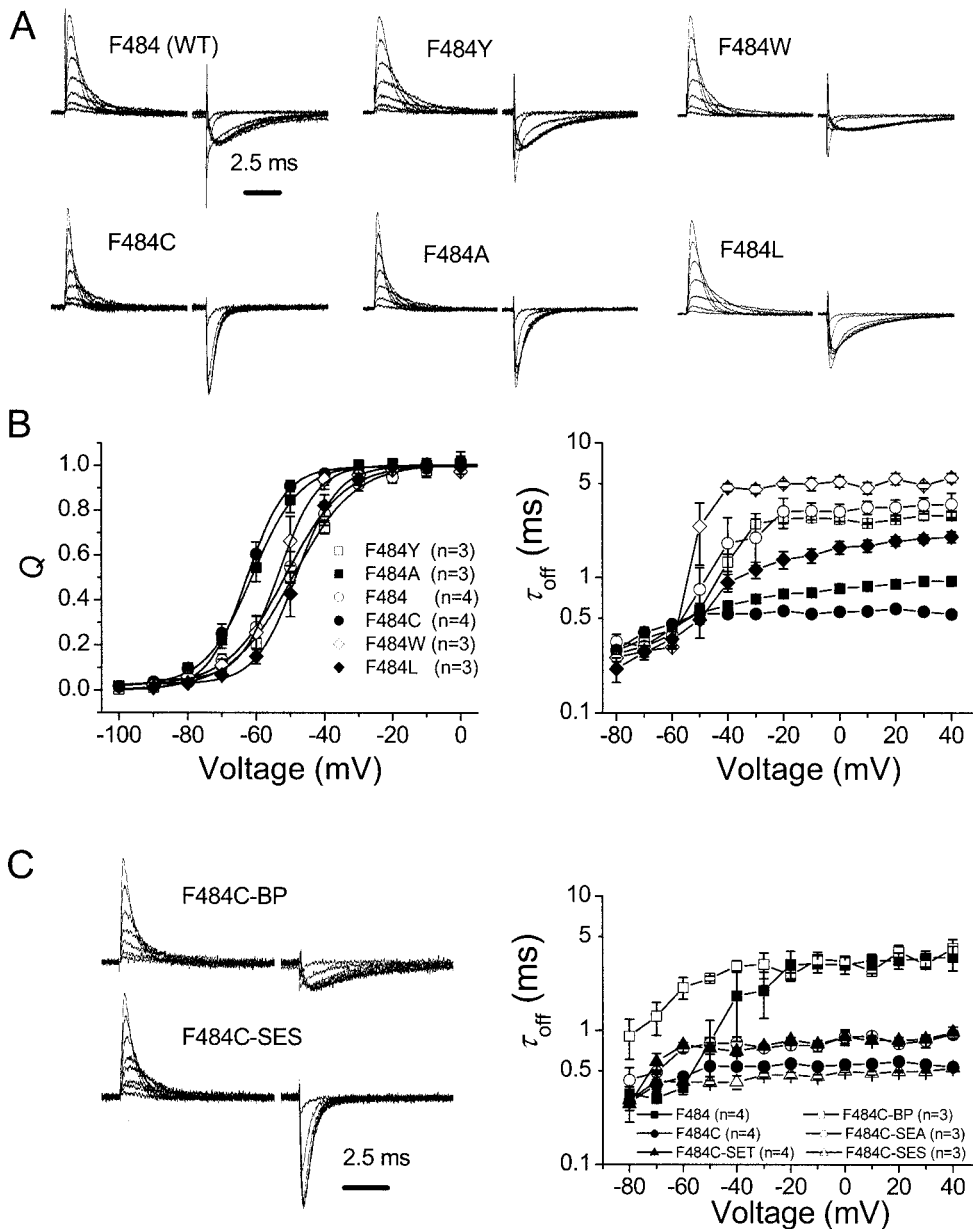 A
F484 (WT)
F484Y
F484W
2.5 ms
F484C
F484A
F484L
B
Q
1.0
0.8
0.6
0.4
0.2
0.0
-100
-80
-60
-40
-20
0
Voltage (mV)
F484Y (n=3)
F484A (n=3)
F484 (n=4)
F484C (n=4)
F484W (n=3)
F484L (n=3)
τoff (ms)
10
5
1
0.5
0.1
-80
-60
-40
-20
0
20
40
Voltage (mV)
C
F484C-BP
F484C-SES
2.5 ms
τoff (ms)
10
5
1
0.5
0.1
F484 (n=4)
F484C-BP (n=3)
F484C (n=4)
F484C-SEA (n=3)
F484C-SET (n=4)
F484C-SES (n=3)
-80
-60
-40
-20
0
20
40
Voltage (mV)